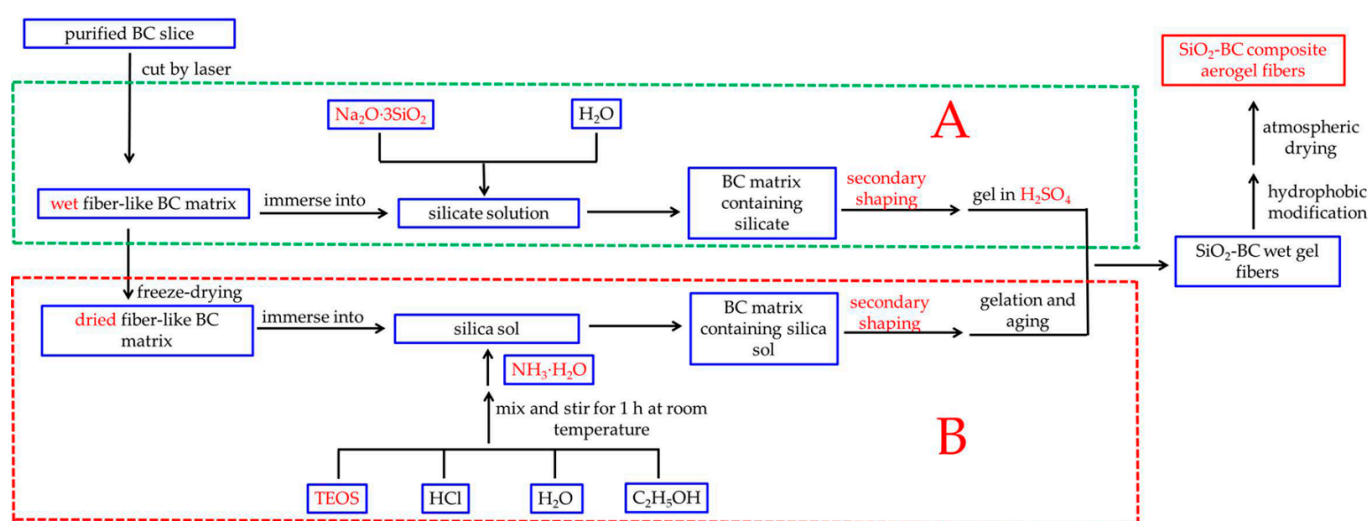 purified BC slice
cut by laser
SiO₂-BC composite
aerogel fibers
Na₂O·3SiO₂
H₂O
A
atmospheric
drying
wet fiber-like BC matrix
immerse into
silicate solution
BC matrix
containing
silicate
secondary
shaping
gel in H₂SO₄
hydrophobic
modification
SiO₂-BC wet gel
fibers
freeze-drying
dried fiber-like BC
matrix
immerse into
silica sol
BC matrix
containing silica
sol
secondary
shaping
gelation and
aging
NH₃·H₂O
mix and stir for 1 h at room
temperature
B
TEOS
HCl
H₂O
C₂H₅OH